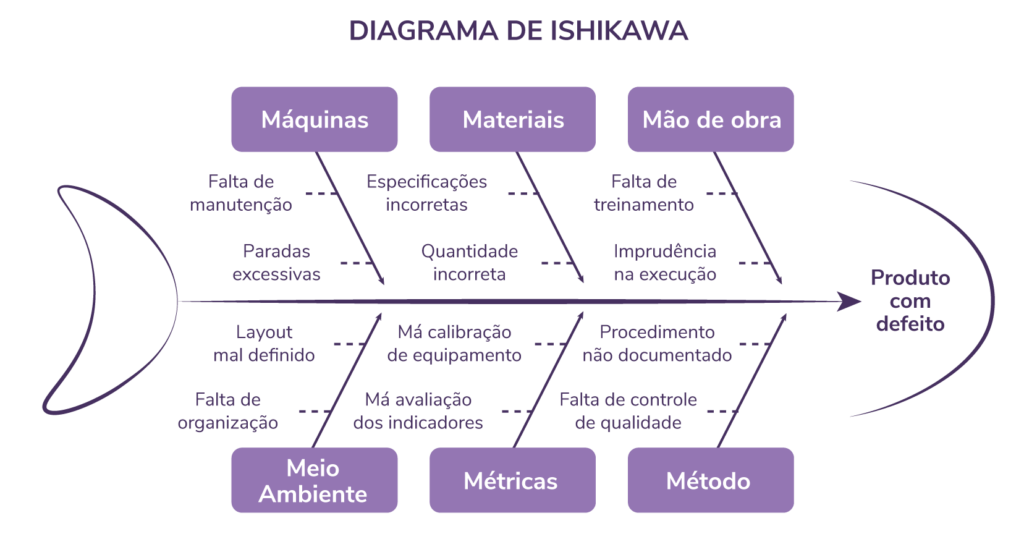 DIAGRAMA DE ISHIKAWA
Máquinas
Materiais
Mão de obra
Falta de
manutenção
Especificações
incorretas
Falta de
treinamento
Paradas
excessivas
Quantidade
incorreta
Imprudência
na execução
Produto
com
defeito
Layout
mal definido
Má calibração
de equipamento
Procedimento
não documentado
Falta de
organização
Má avaliação
dos indicadores
Falta de controle
de qualidade
Meio
Ambiente
Métricas
Método